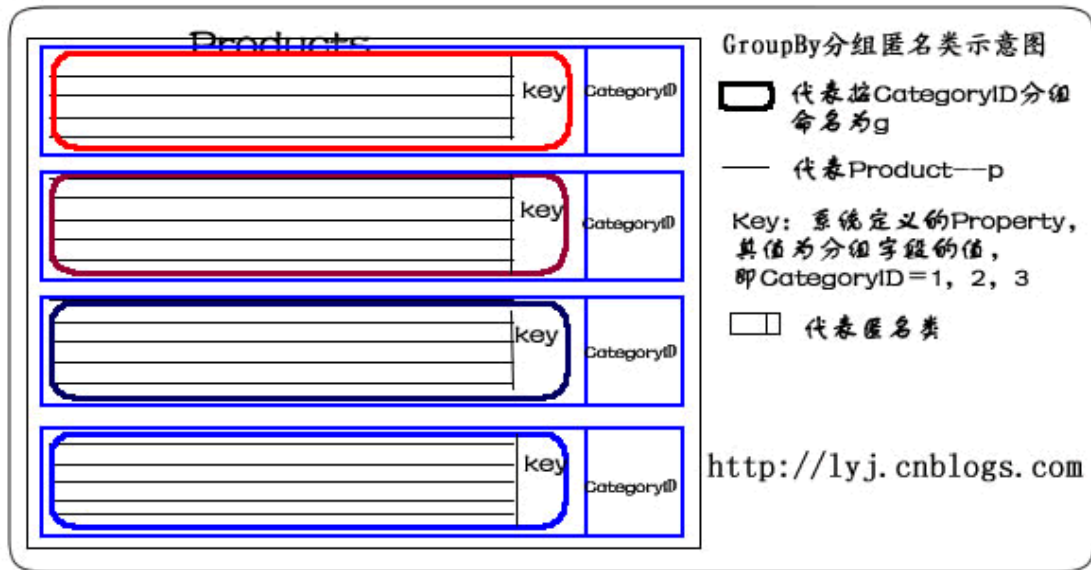 Products
key CategoryID
key CategoryID
key CategoryID
key CategoryID
GroupBy分组匿名类示意图
代表按CategoryID分组
命名为g
代表Product--p
Key: 系统定义的Property,
其值为分组字段的值,
即CategoryID=1, 2, 3
代表匿名类
http://lyj.cnblogs.com